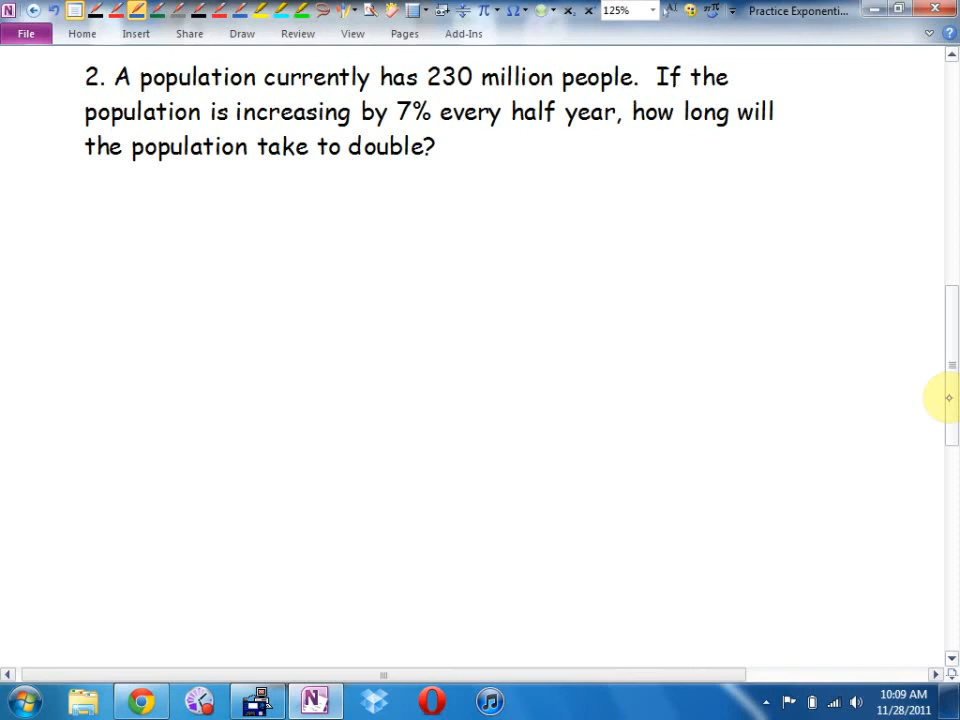 125% Practice Exponenti...
File Home Insert Share Draw Review View Pages Add-Ins
2. A population currently has 230 million people. If the
population is increasing by 7% every half year, how long will
the population take to double?
10:09 AM
11/28/2011